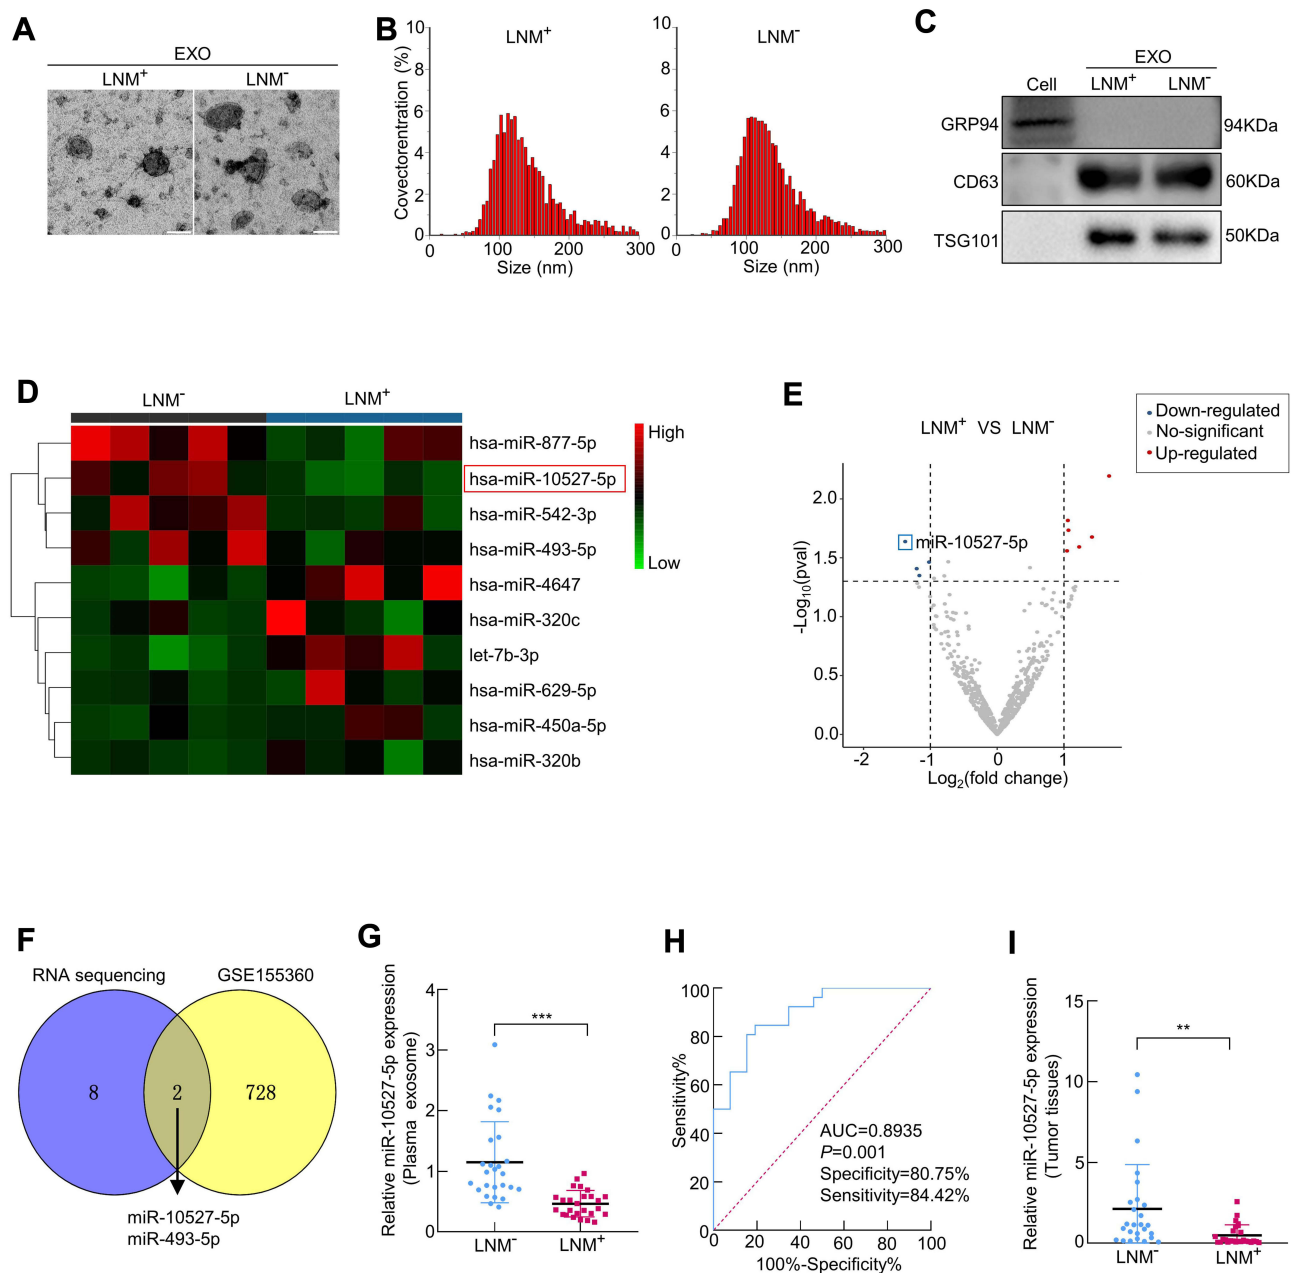 A
EXO
LNM+ LNM-
B
LNM+ LNM-
Covectorentration (%)
10 10
8 8
6 6
4 4
2 2
0 0
0 100 200 300 0 100 200 300
Size (nm) Size (nm)
C
EXO
Cell LNM+ LNM-
GRP94 94KDa
CD63 60KDa
TSG101 50KDa
D
LNM- LNM+
hsa-miR-877-5p
hsa-miR-10527-5p
hsa-miR-542-3p
hsa-miR-493-5p
hsa-miR-4647
hsa-miR-320c
let-7b-3p
hsa-miR-629-5p
hsa-miR-450a-5p
hsa-miR-320b
High
Low
E
LNM+ VS LNM-
Down-regulated
No-significant
Up-regulated
miR-10527-5p
-Log10(pval)
2.0
1.5
1.0
0.5
0.0
-2 -1 0 1
Log2(fold change)
F
RNA sequencing GSE155360
8 2 728
miR-10527-5p
miR-493-5p
G
Relative miR-10527-5p expression
(Plasma exosome)
4
3
2
1
0
***
LNM- LNM+
H
Sensitivity%
100
80
60
40
20
0
AUC=0.8935
P=0.001
Specificity=80.75%
Sensitivity=84.42%
0 20 40 60 80 100
100%-Specificity%
I
Relative miR-10527-5p expression
(Tumor tissues)
15
10
5
0
**
LNM- LNM+